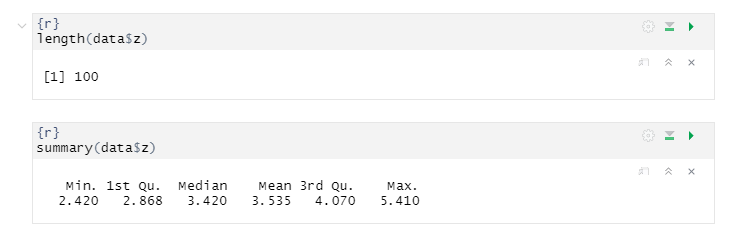 {r}
length(data$z)
[1] 100
{r}
summary(data$z)
Min. 1st Qu. Median Mean 3rd Qu. Max.
2.420 2.868 3.420 3.535 4.070 5.410